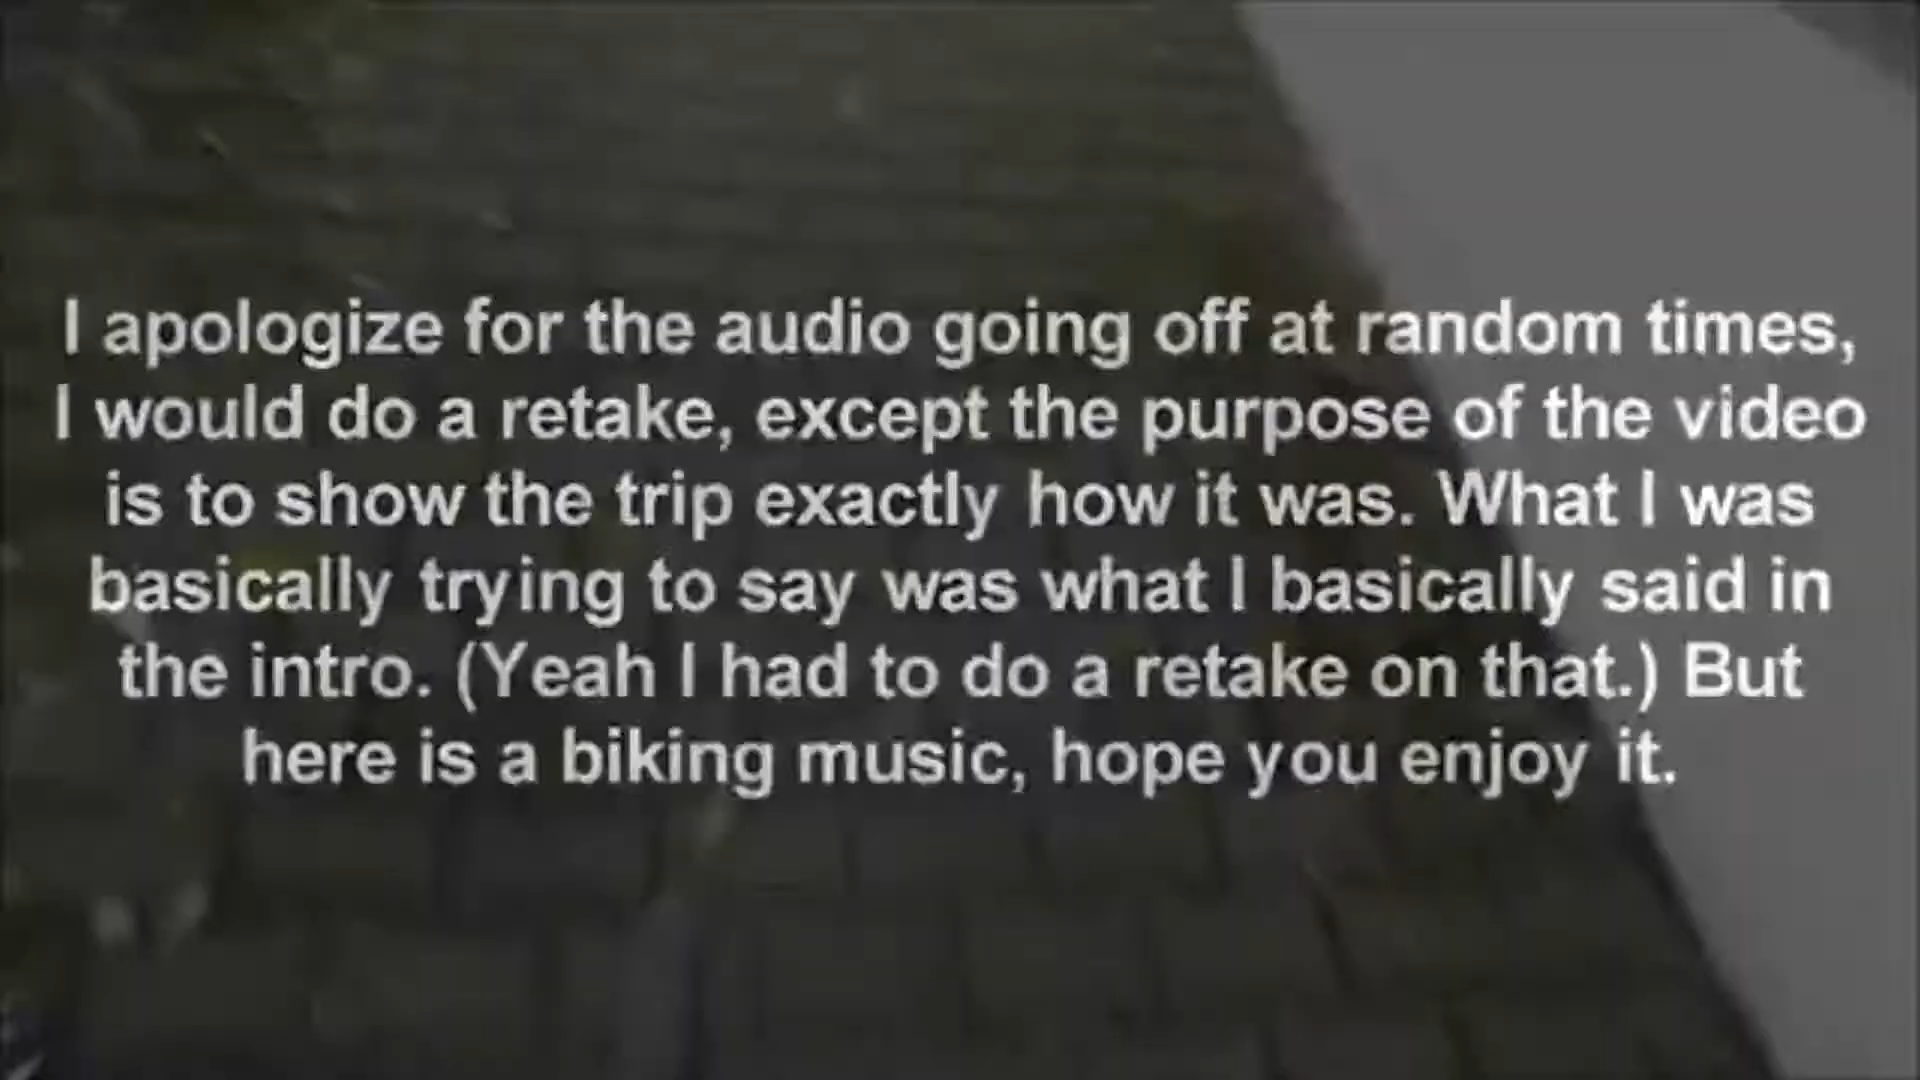 I apologize for the audio going off at random times,
I would do a retake, except the purpose of the video
is to show the trip exactly how it was. What I was
basically trying to say was what I basically said in
the intro. (Yeah I had to do a retake on that.) But
here is a biking music, hope you enjoy it.